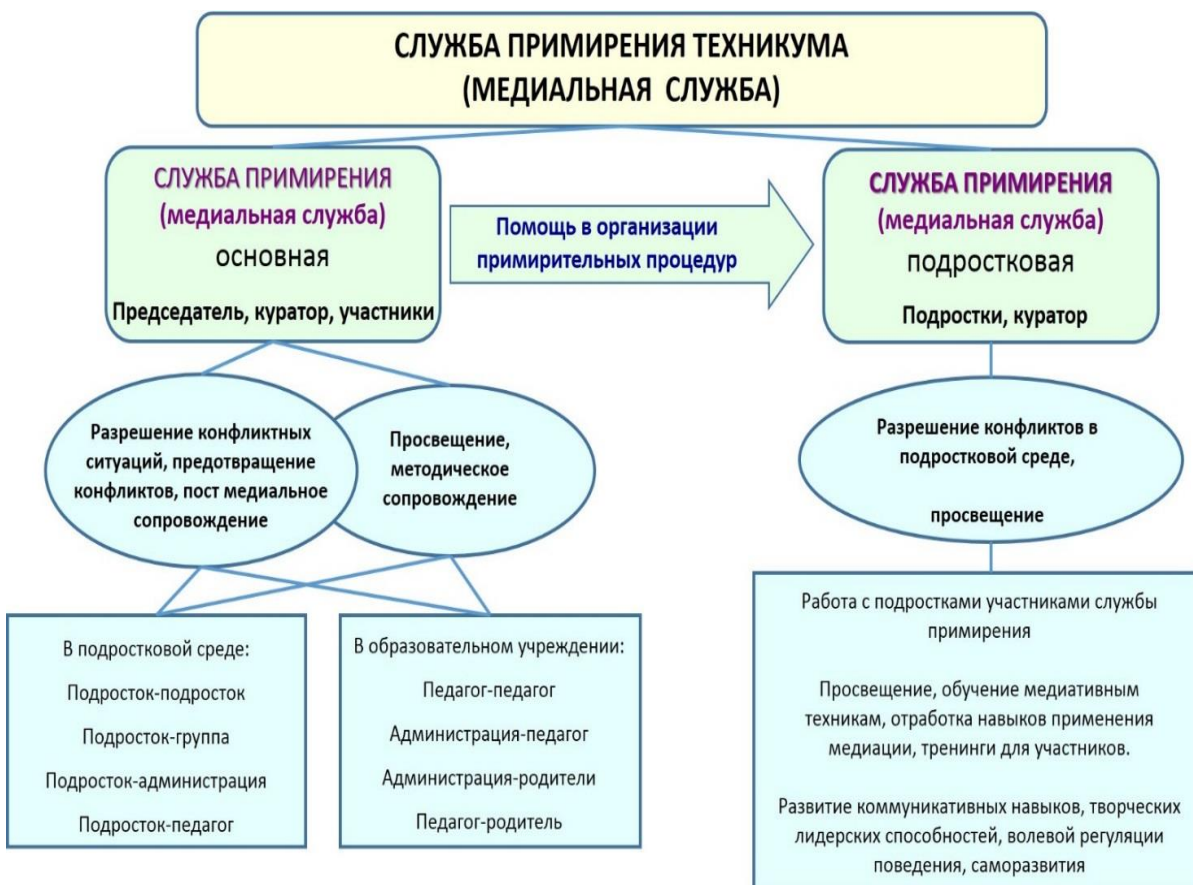 СЛУЖБА ПРИМИРЕНИЯ ТЕХНИКУМА
(МЕДИАЛЬНАЯ СЛУЖБА)
СЛУЖБА ПРИМИРЕНИЯ
(медиальная служба)
основная
Председатель, куратор, участники
Помощь в организации
примирительных процедур
СЛУЖБА ПРИМИРЕНИЯ
(медиальная служба)
подростковая
Подростки, куратор
Разрешение конфликтных
ситуаций, предотвращение
конфликтов, пост медиальное
сопровождение
Просвещение,
методическое
сопровождение
Разрешение конфликтов в
подростковой среде,
просвещение
В подростковой среде:
Подросток-подросток
Подросток-группа
Подросток-администрация
Подросток-педагог
В образовательном учреждении:
Педагог-педагог
Администрация-педагог
Администрация-родители
Педагог-родитель
Работа с подростками участниками службы
примирения
Просвещение, обучение медиативным
техникам, отработка навыков применения
медиации, тренинги для участников.
Развитие коммуникативных навыков, творческих
лидерских способностей, волевой регуляции
поведения, саморазвития